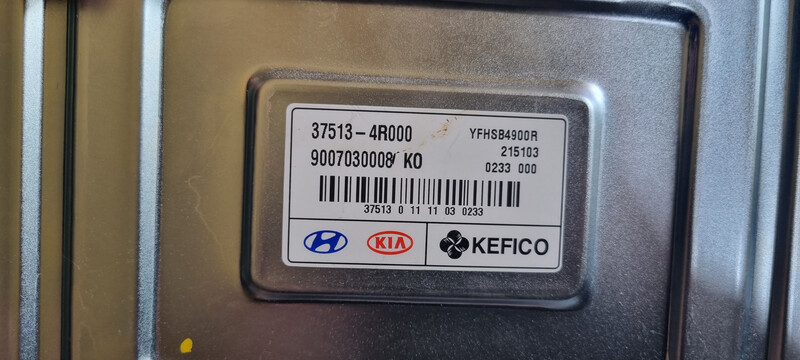 37513-4R000
YFHSB4900R
9007030008/ KO
215103
0233 000
37513 0 11 11 03 0233
KIA
KEFICO